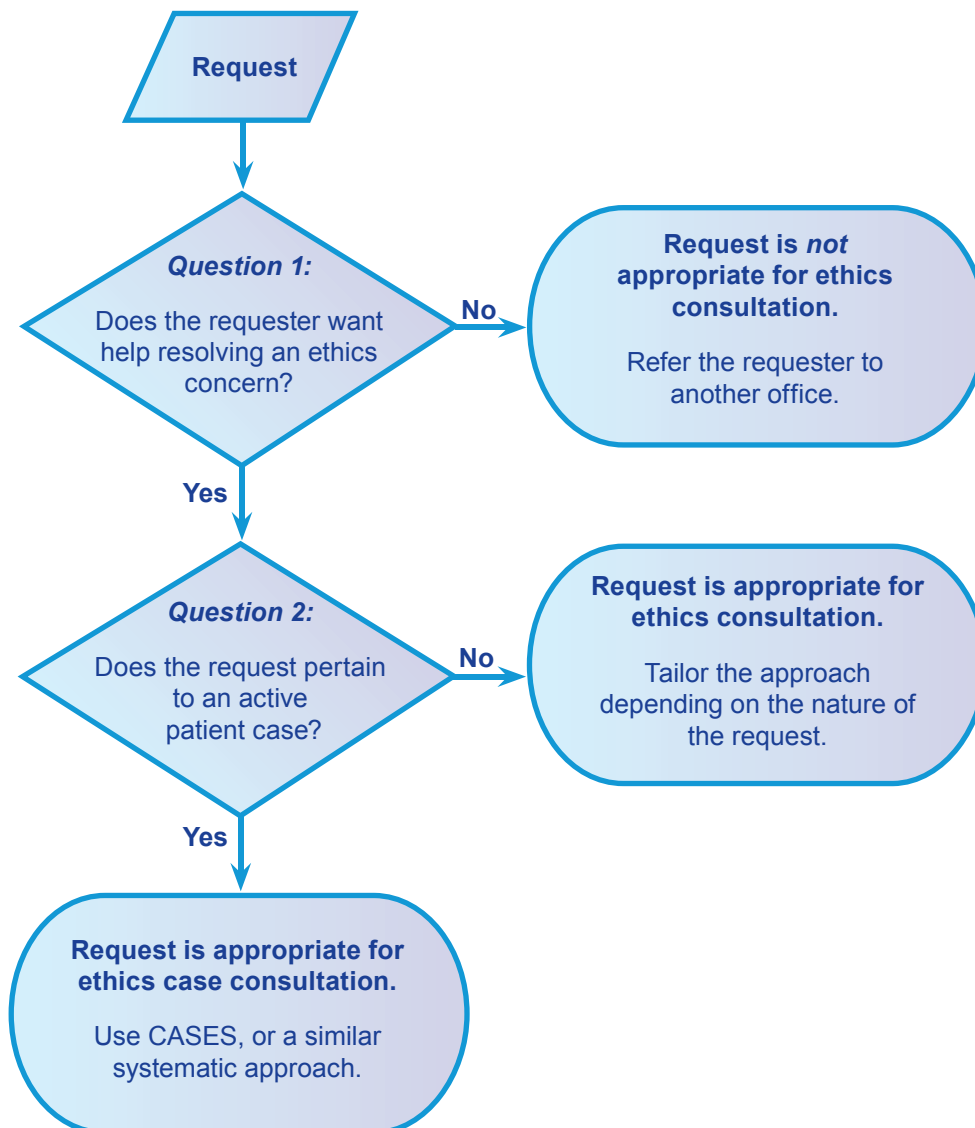 Request
Question 1:
Does the requester want
help resolving an ethics
concern?
No
Request is not
appropriate for ethics
consultation.
Refer the requester to
another office.
Yes
Question 2:
Does the request pertain
to an active
patient case?
No
Request is appropriate for
ethics consultation.
Tailor the approach
depending on the nature of
the request.
Yes
Request is appropriate for
ethics case consultation.
Use CASES, or a similar
systematic approach.